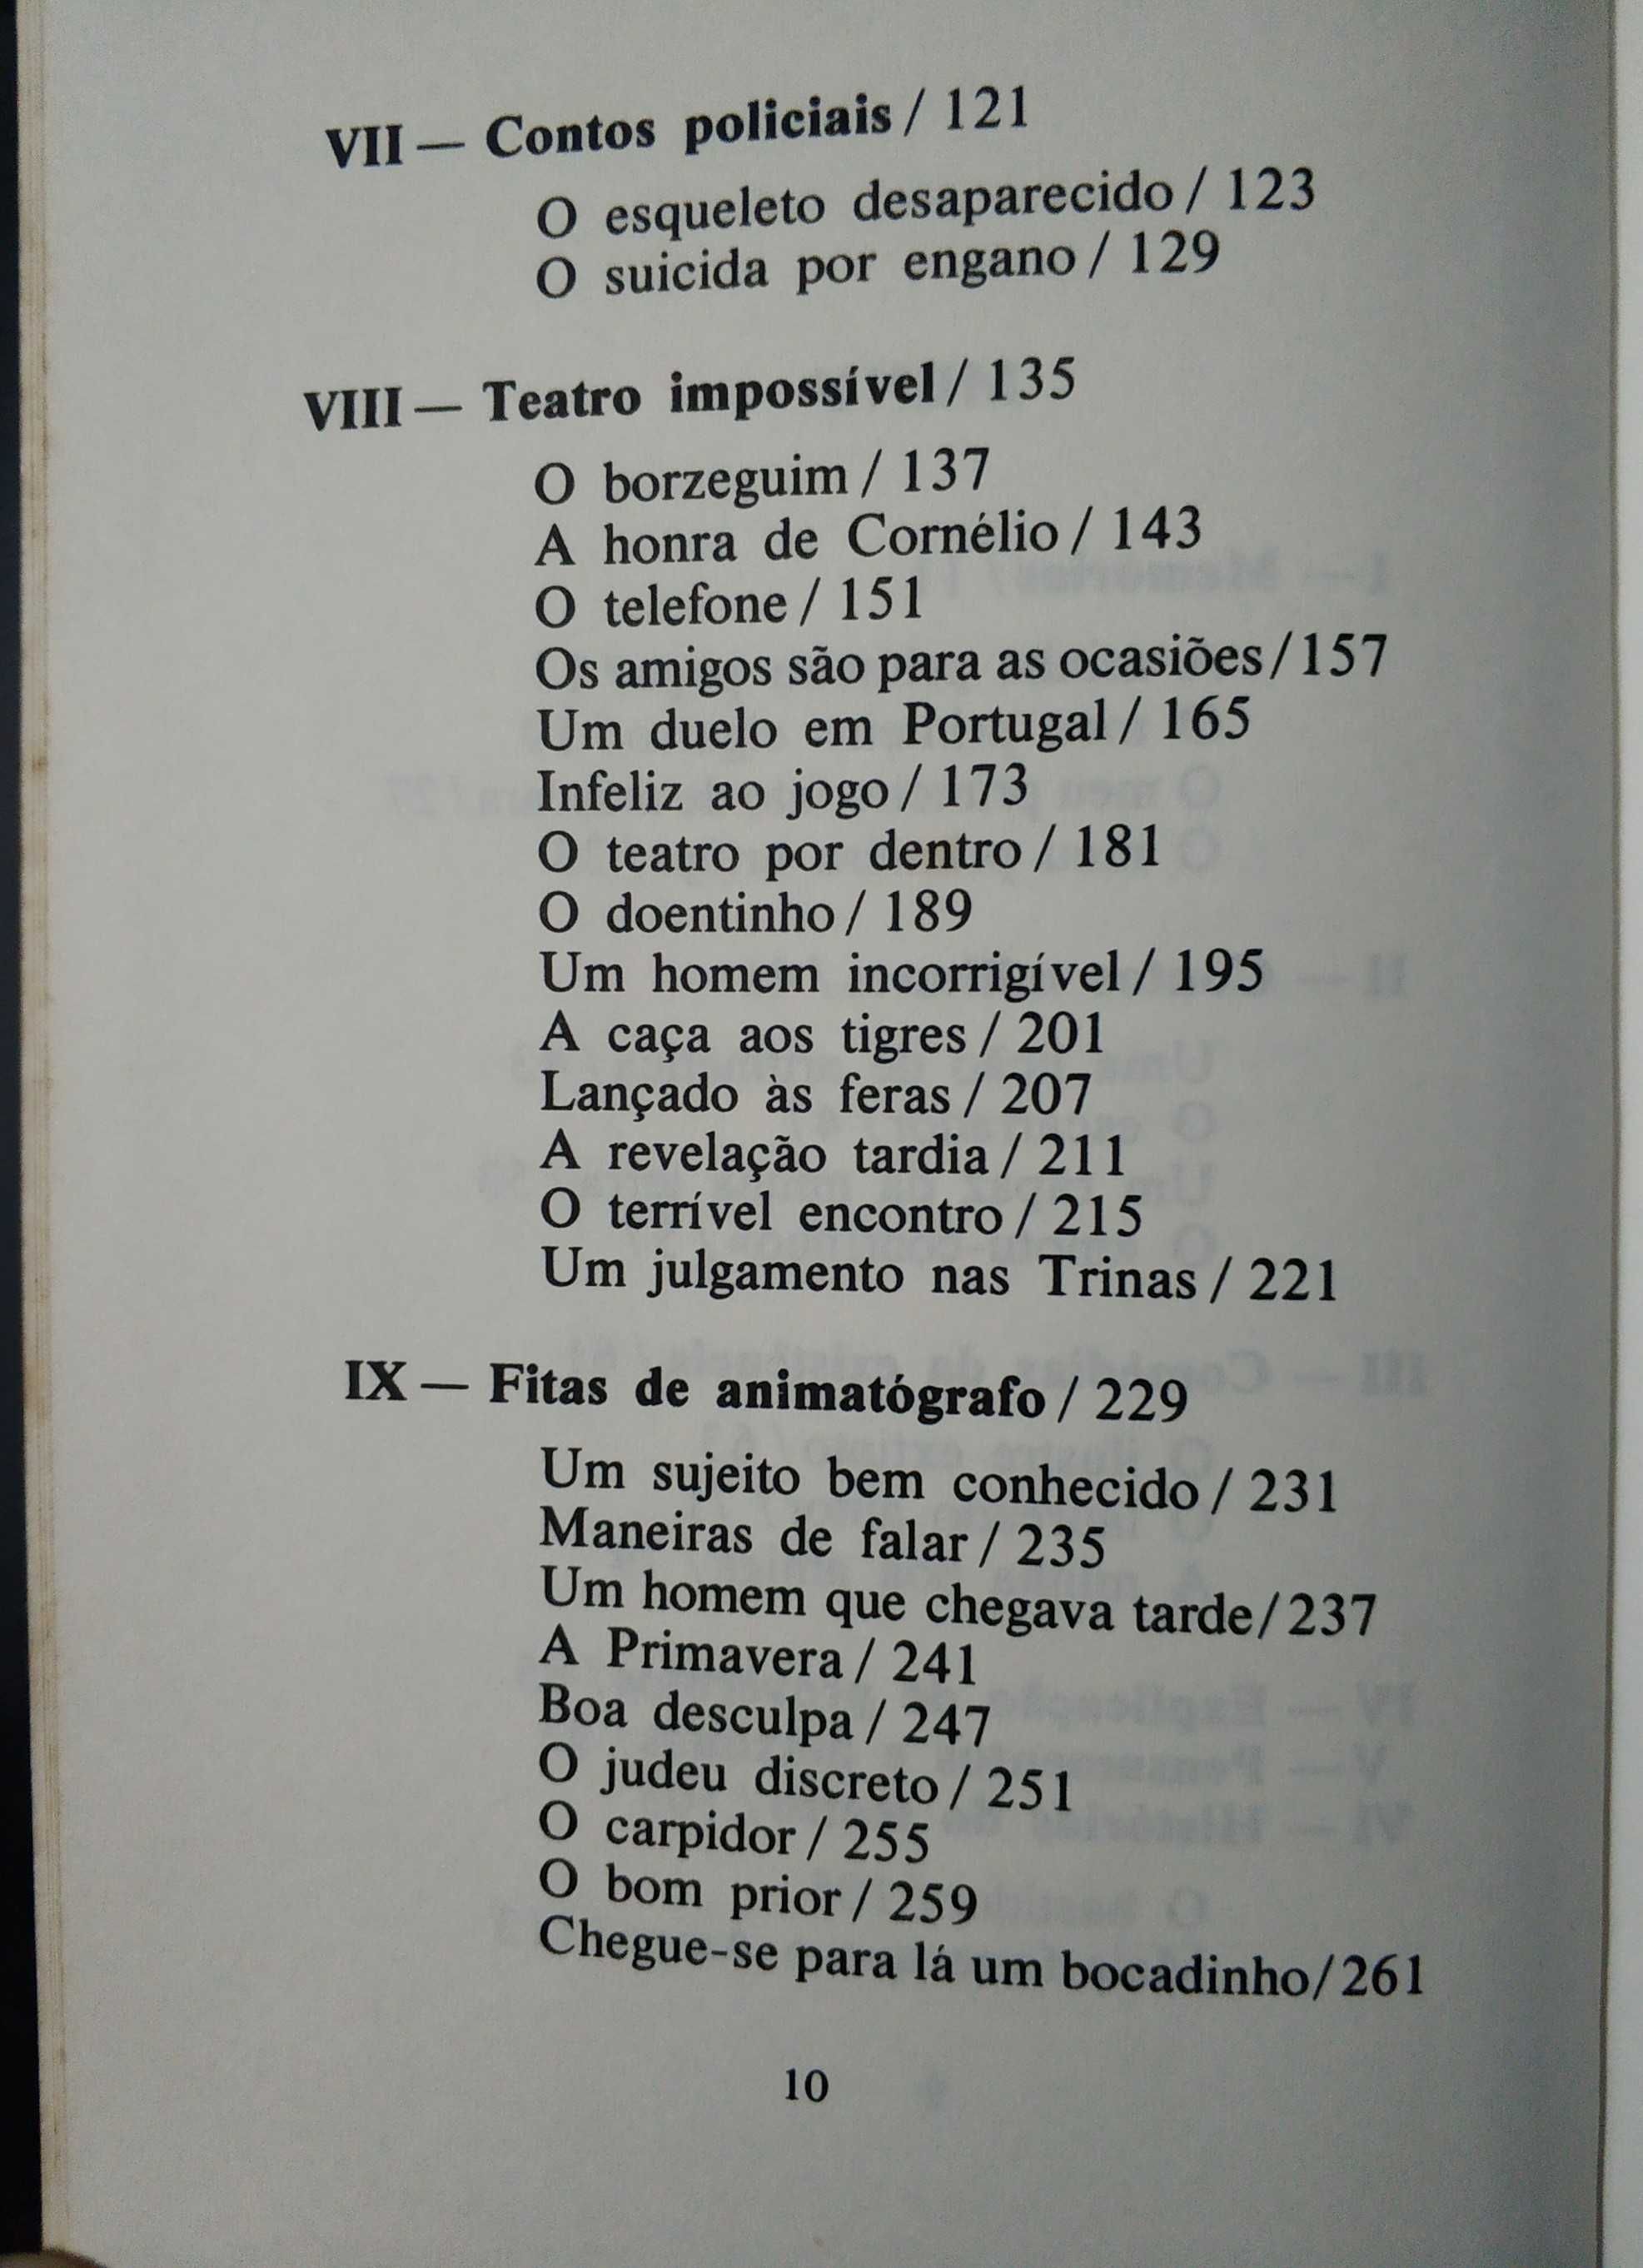 VII — Contos policiais / 121
O esqueleto desaparecido / 123
O suicida por engano / 129
VIII — Teatro impossível / 135
O borzeguim / 137
A honra de Cornélio / 143
O telefone / 151
Os amigos são para as ocasiões / 157
Um duelo em Portugal / 165
Infeliz ao jogo / 173
O teatro por dentro / 181
O doentinho / 189
Um homem incorrigível / 195
A caça aos tigres / 201
Lançado às feras / 207
A revelação tardia / 211
O terrível encontro / 215
Um julgamento nas Trinas / 221
IX — Fitas de animatógrafo / 229
Um sujeito bem conhecido / 231
Maneiras de falar / 235
Um homem que chegava tarde / 237
A Primavera / 241
Boa desculpa / 247
O judeu discreto / 251
O carpidor / 255
O bom prior / 259
Chegue-se para lá um bocadinho / 261
10